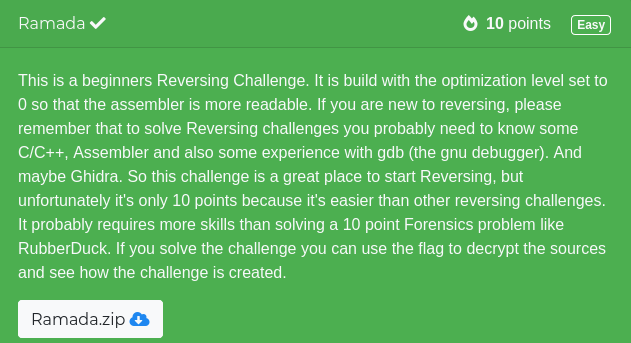 Ramada
10 points
Easy
This is a beginners Reversing Challenge. It is build with the optimization level set to
0 so that the assembler is more readable. If you are new to reversing, please
remember that to solve Reversing challenges you probably need to know some
C/C++, Assembler and also some experience with gdb (the gnu debugger). And
maybe Ghidra. So this challenge is a great place to start Reversing, but
unfortunately it's only 10 points because it's easier than other reversing challenges.
It probably requires more skills than solving a 10 point Forensics problem like
RubberDuck. If you solve the challenge you can use the flag to decrypt the sources
and see how the challenge is created.
Ramada.zip